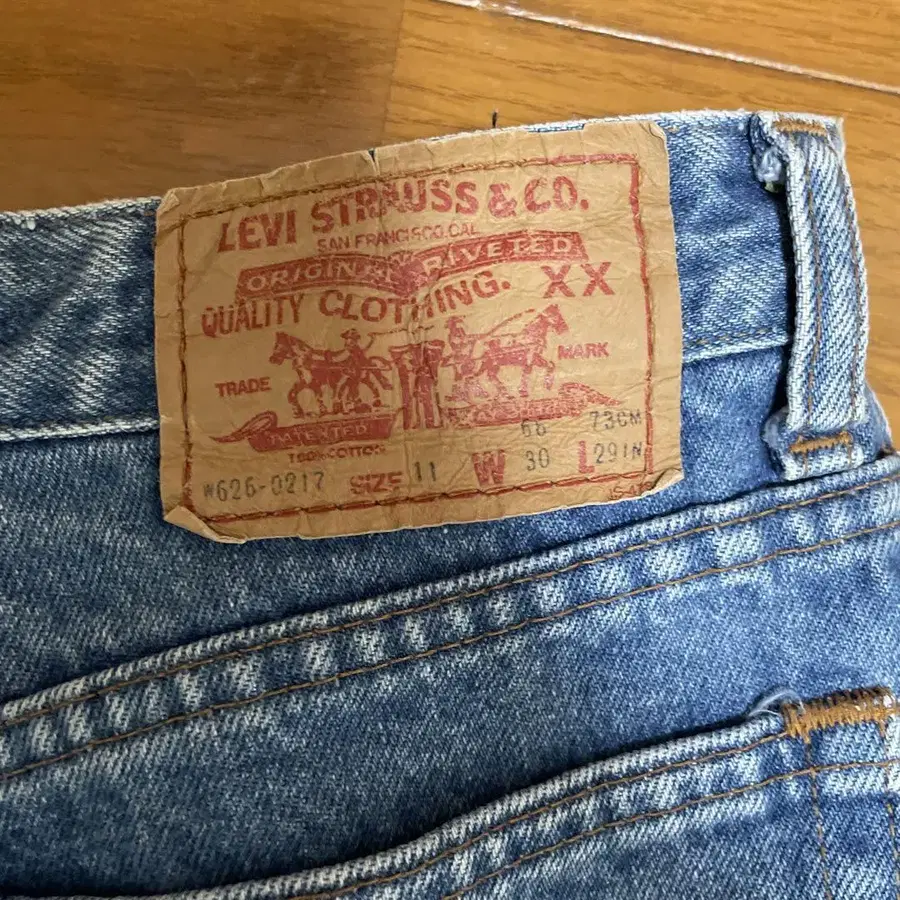 LEVI STRAUSS & CO.
SAN FRANCISCO, CAL
ORIGINAL RIVETED
QUALITY CLOTHING. XX
TRADE MARK
PATENTED
100% COTTON
73CM
W626-0217 SIZE 11 W 30 L 29IN